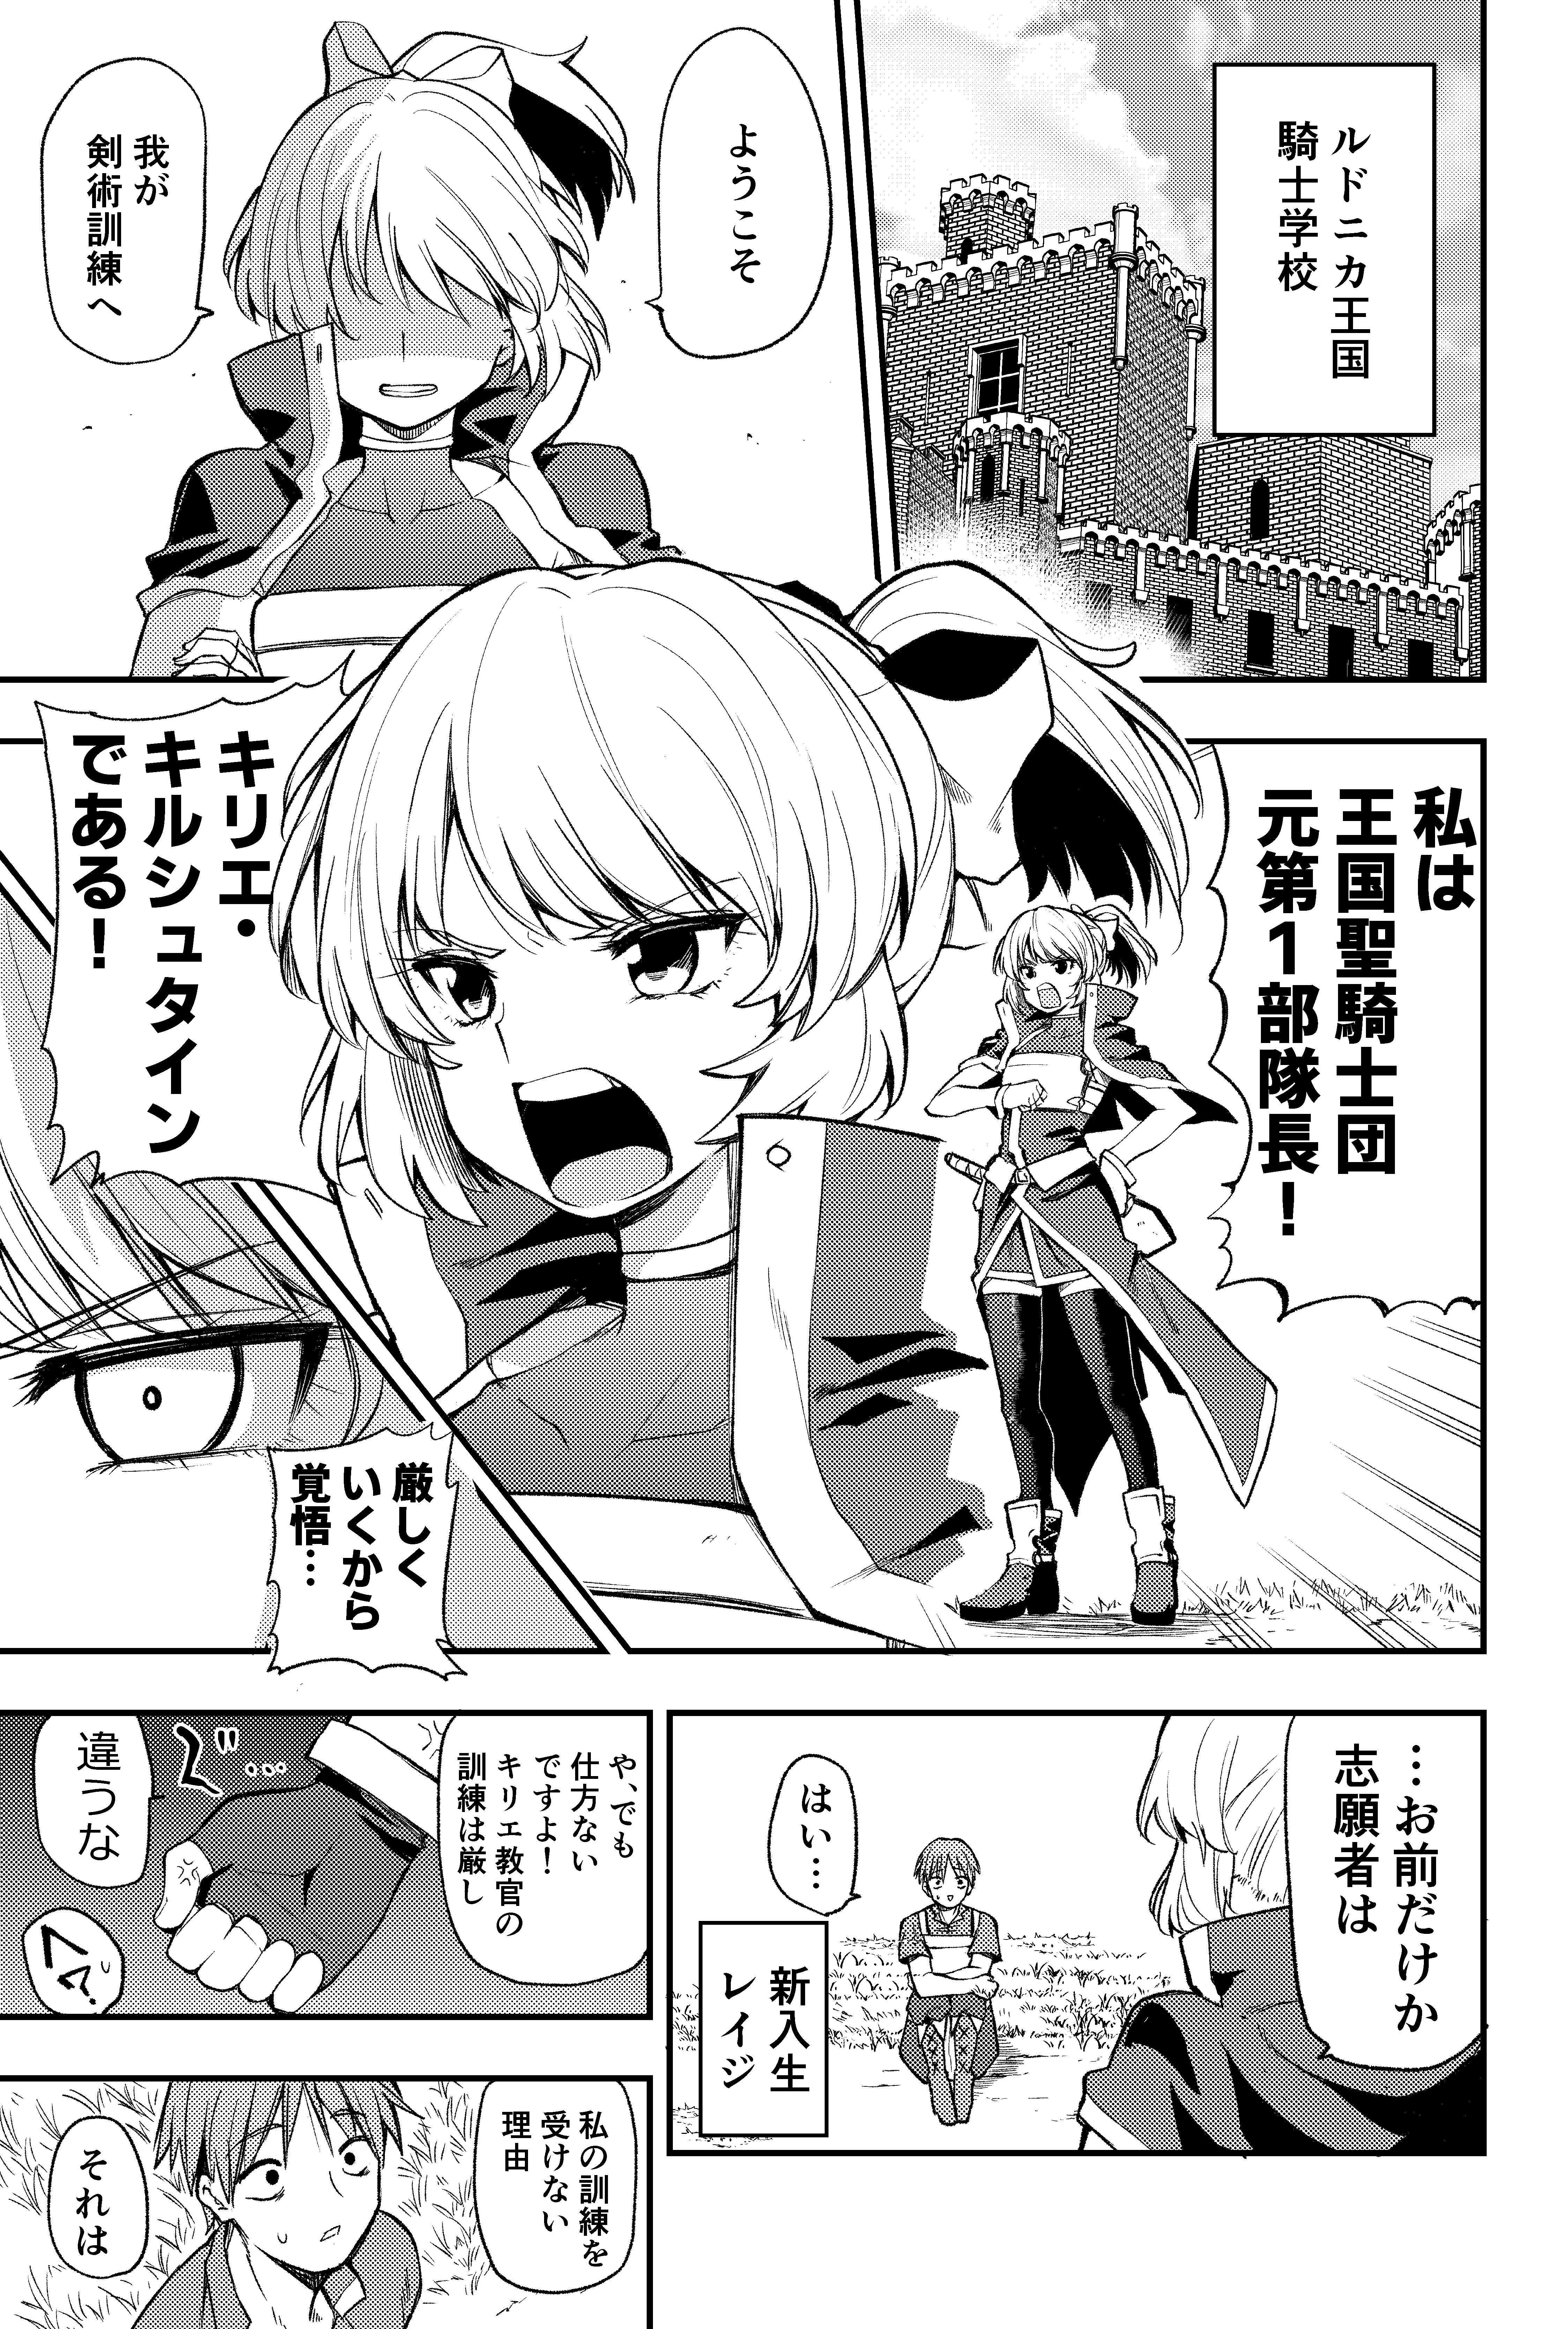 ルドニカ王国
騎士学校
ようこそ
我が
剣術訓練へ
私は
王国聖騎士団
元第1部隊長！
キリエ・
キルシュタイン
である！
厳しく
いくから
覚悟…
…お前だけか
志願者は
はい…
新入生
レイジ
や、でも
仕方ない
ですよ！
キリエ教官の
訓練は厳し
違うな
へ？
私の訓練を
受けない
理由
それは